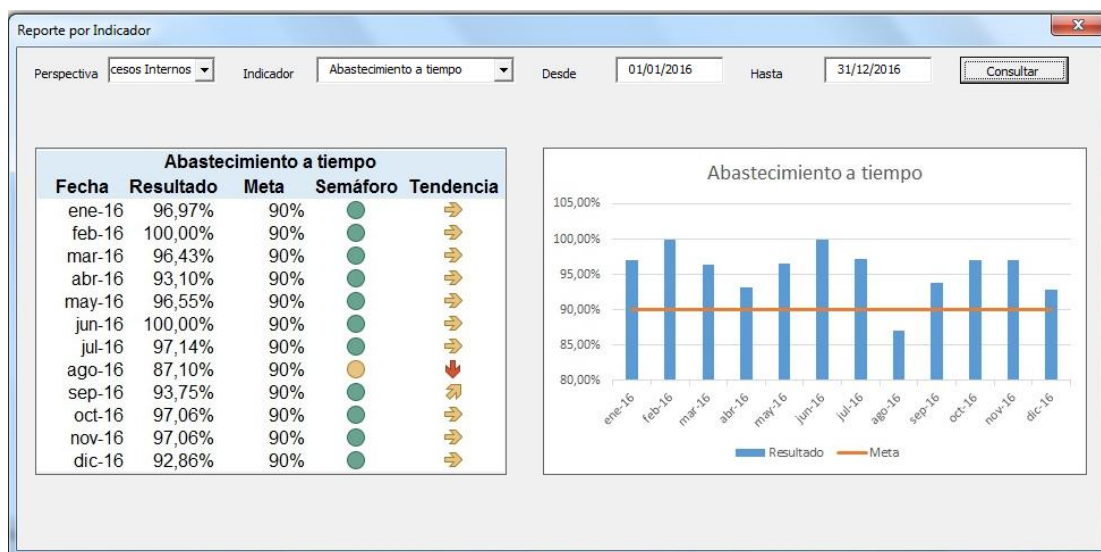 Reporte por Indicador
Perspectiva cesos Internos Indicador Abastecimiento a tiempo Desde 01/01/2016 Hasta 31/12/2016 Consultar
Abastecimiento a tiempo
Fecha Resultado Meta Semáforo Tendencia
ene-16 96,97% 90%
feb-16 100,00% 90%
mar-16 96,43% 90%
abr-16 93,10% 90%
may-16 96,55% 90%
jun-16 100,00% 90%
jul-16 97,14% 90%
ago-16 87,10% 90%
sep-16 93,75% 90%
oct-16 97,06% 90%
nov-16 97,06% 90%
dic-16 92,86% 90%
Abastecimiento a tiempo
105,00%
100,00%
95,00%
90,00%
85,00%
80,00%
ene-16 feb-16 mar-16 abr-16 may-16 jun-16 jul-16 ago-16 sep-16 oct-16 nov-16 dic-16
Resultado Meta